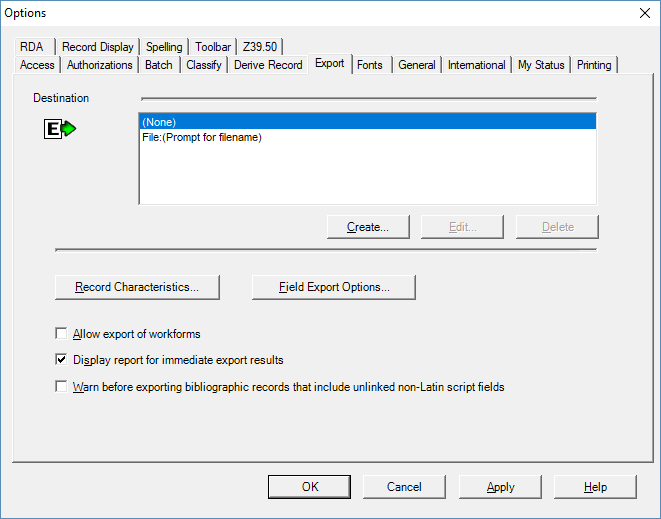 Options
RDA Record Display Spelling Toolbar Z39.50
Access Authorizations Batch Classify Derive Record Export Fonts General International My Status Printing
Destination
E
(None)
File:(Prompt for filename)
Create... Edit... Delete
Record Characteristics... Field Export Options...
Allow export of workforms
Display report for immediate export results
Warn before exporting bibliographic records that include unlinked non-Latin script fields
OK Cancel Apply Help